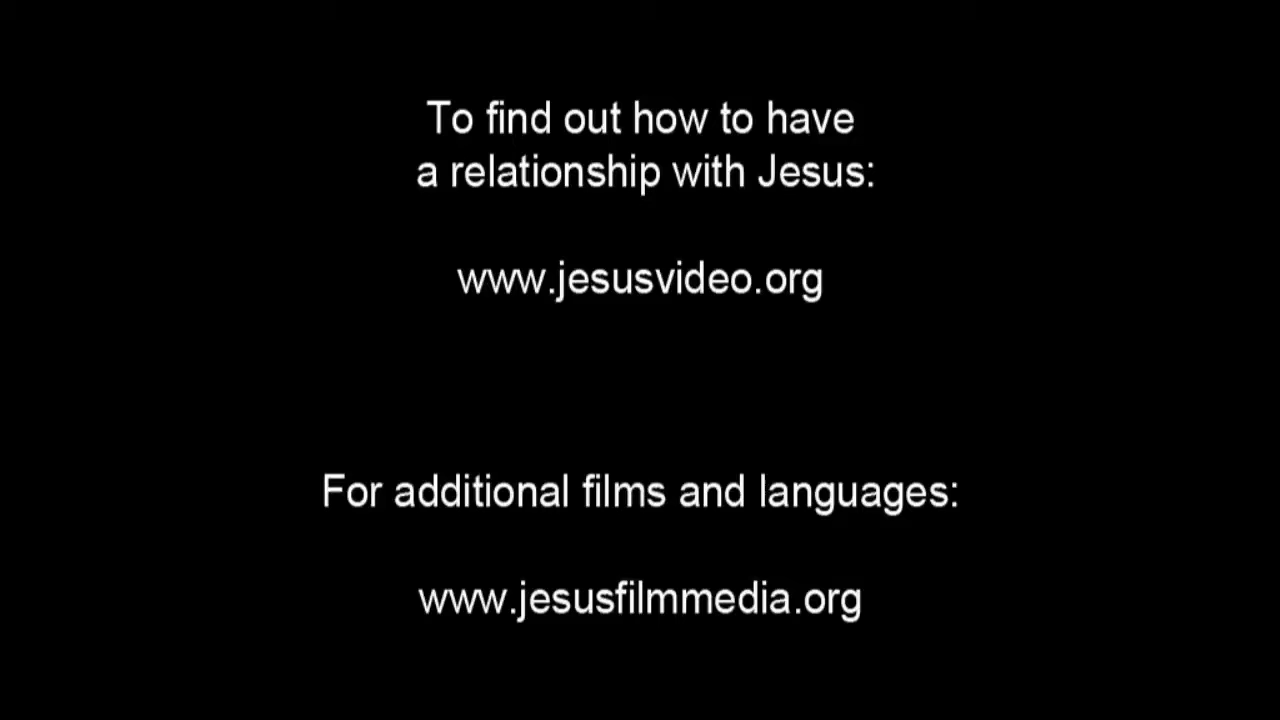 To find out how to have
a relationship with Jesus:
www.jesusvideo.org
For additional films and languages:
www.jesusfilmmedia.org